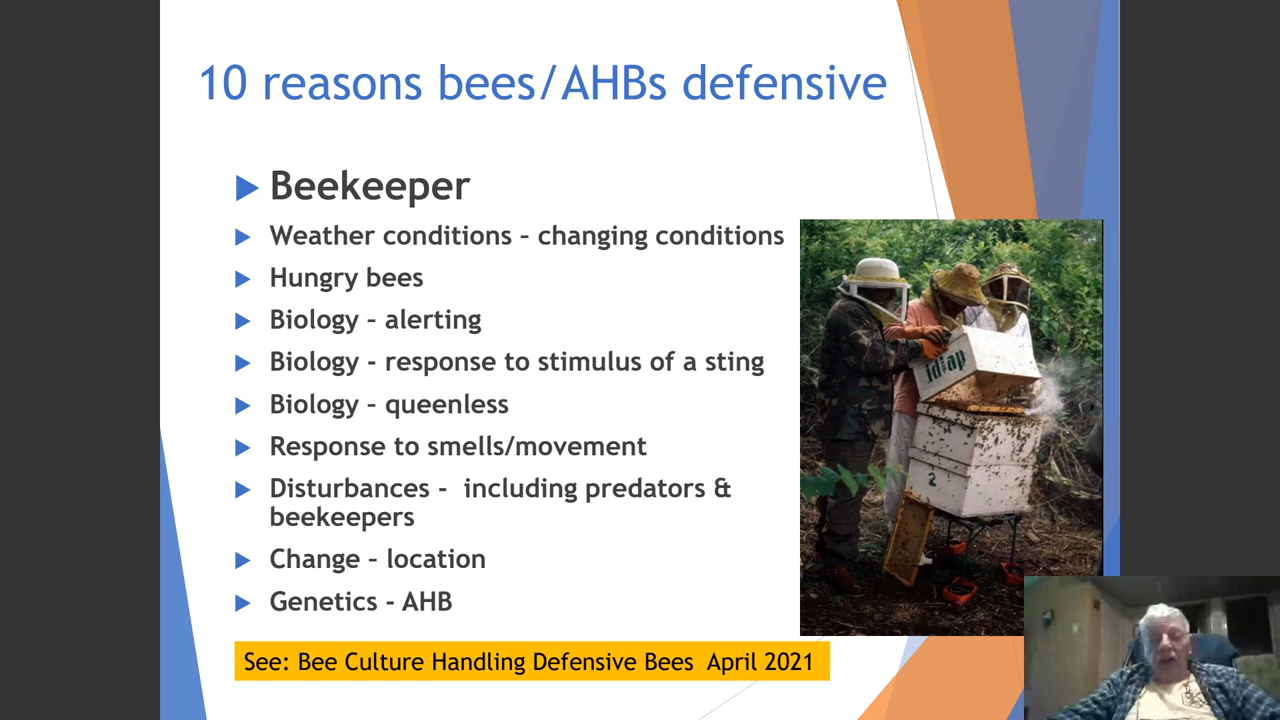 10 reasons bees/AHBs defensive
Beekeeper
Weather conditions – changing conditions
Hungry bees
Biology – alerting
Biology - response to stimulus of a sting
Biology – queenless
Response to smells/movement
Disturbances - including predators &
beekeepers
Change – location
Genetics - AHB
See: Bee Culture Handling Defensive Bees April 2021
idiap
2